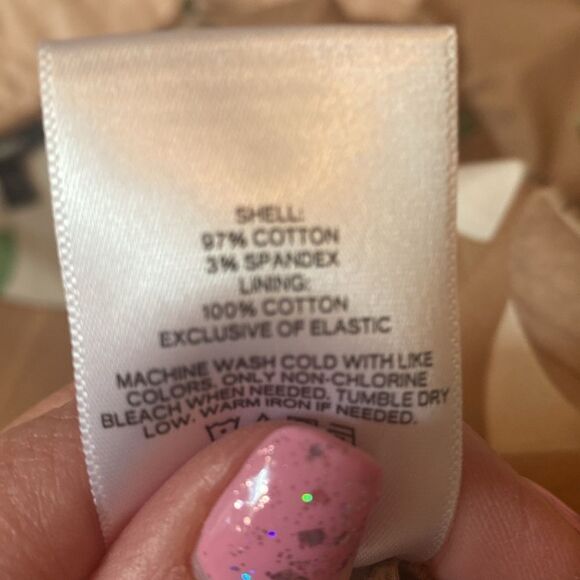 SHELL:
97% COTTON
3% SPANDEX
LINING:
100% COTTON
EXCLUSIVE OF ELASTIC
MACHINE WASH COLD WITH LIKE
COLORS. ONLY NON-CHLORINE
BLEACH WHEN NEEDED. TUMBLE DRY
LOW. WARM IRON IF NEEDED.